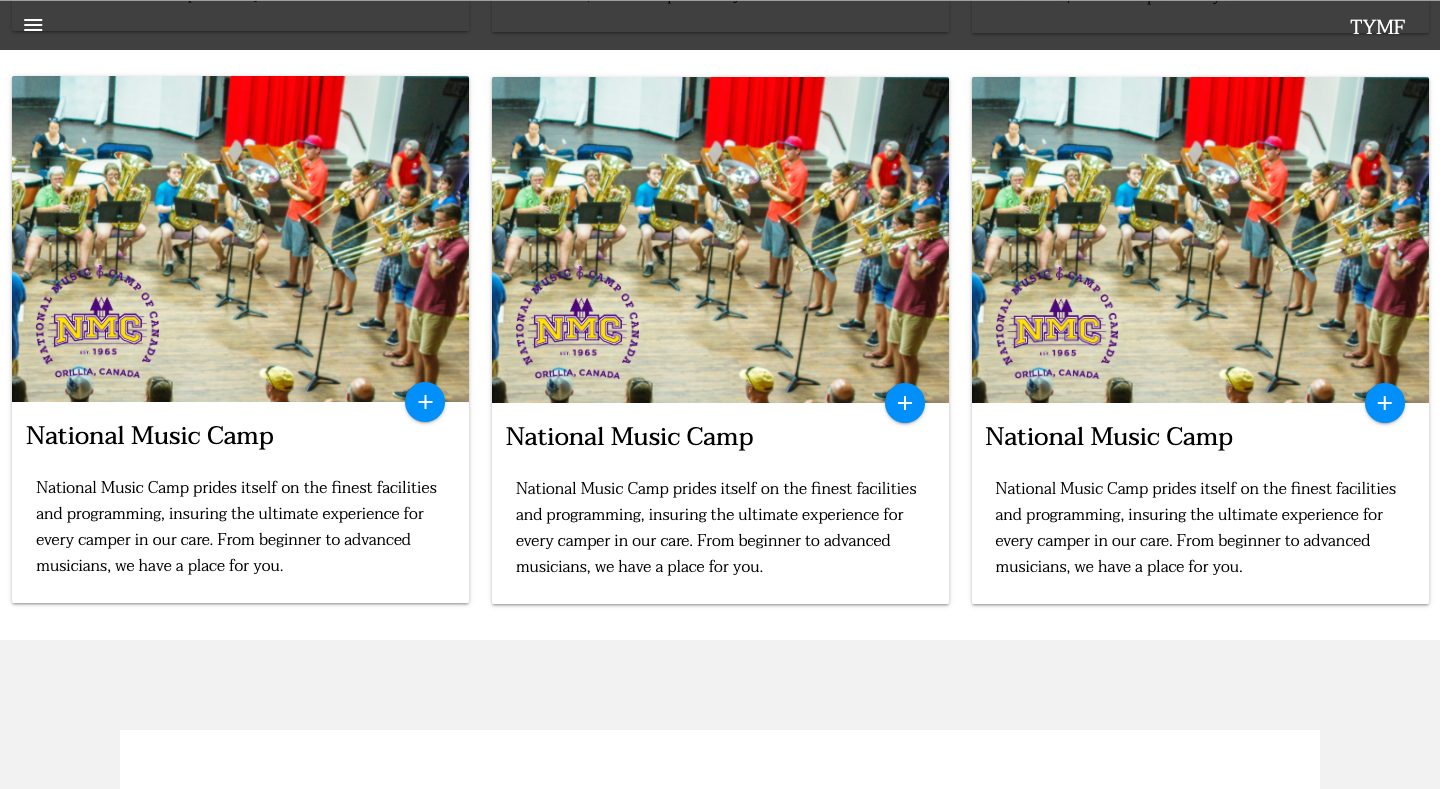 TYMF
NATIONAL MUSIC CAMP OF CANADA
NMC
EST. 1965
ORILLIA, CANADA
National Music Camp
National Music Camp prides itself on the finest facilities
and programming, insuring the ultimate experience for
every camper in our care. From beginner to advanced
musicians, we have a place for you.
NATIONAL MUSIC CAMP OF CANADA
NMC
EST. 1965
ORILLIA, CANADA
National Music Camp
National Music Camp prides itself on the finest facilities
and programming, insuring the ultimate experience for
every camper in our care. From beginner to advanced
musicians, we have a place for you.
NATIONAL MUSIC CAMP OF CANADA
NMC
EST. 1965
ORILLIA, CANADA
National Music Camp
National Music Camp prides itself on the finest facilities
and programming, insuring the ultimate experience for
every camper in our care. From beginner to advanced
musicians, we have a place for you.